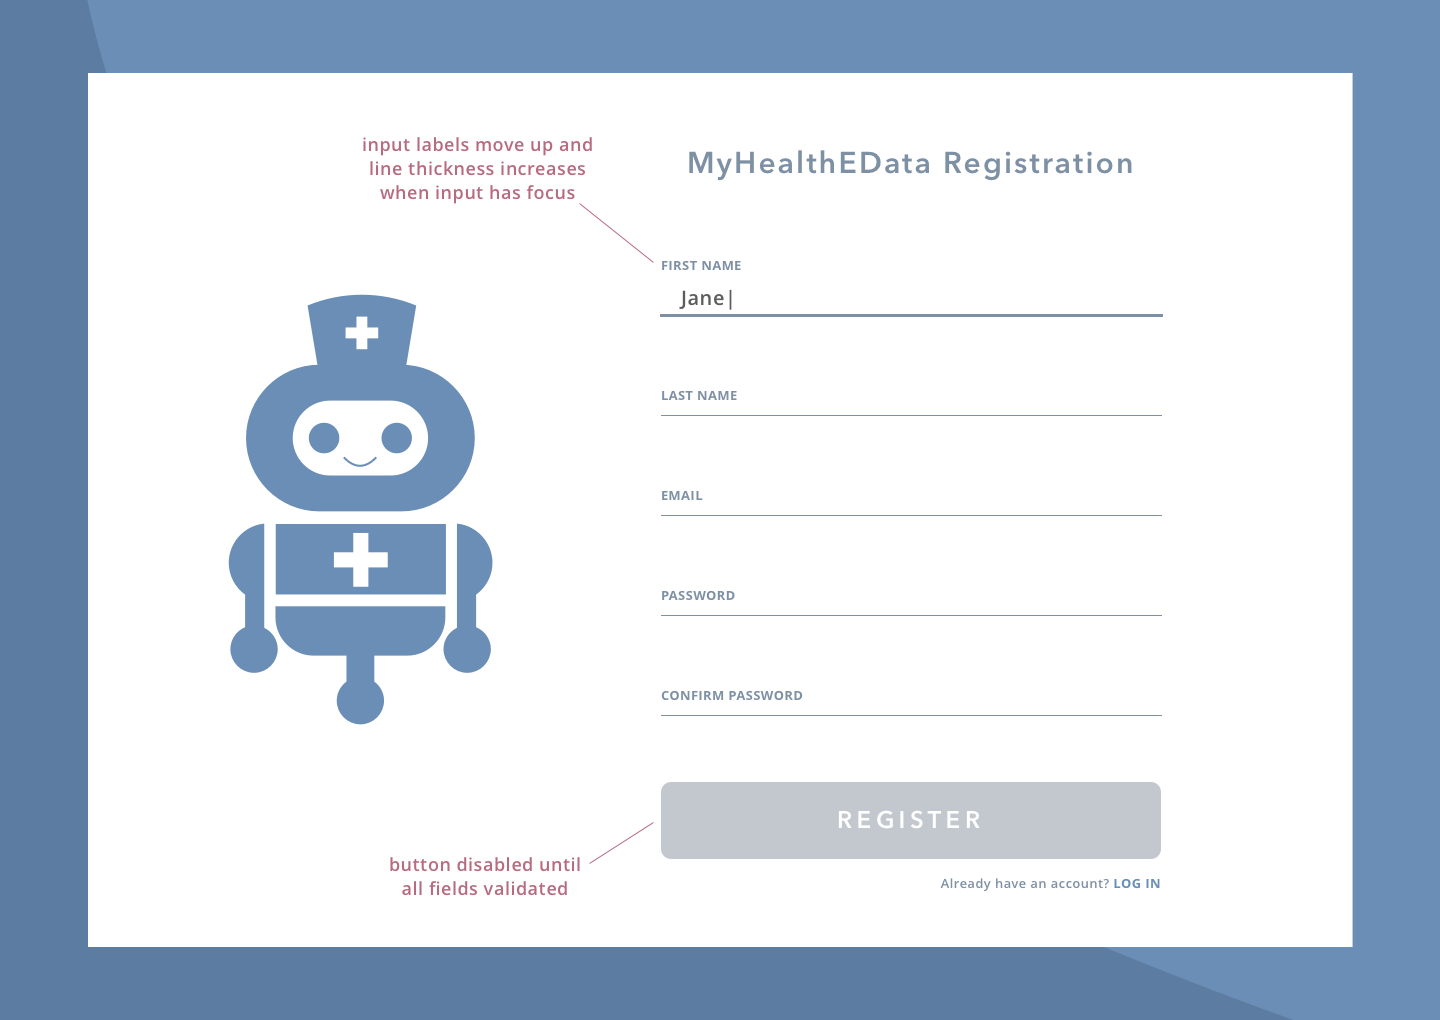 input labels move up and
line thickness increases
when input has focus
MyHealthEData Registration
FIRST NAME
Jane|
LAST NAME
EMAIL
PASSWORD
CONFIRM PASSWORD
REGISTER
button disabled until
all fields validated
Already have an account? LOG IN